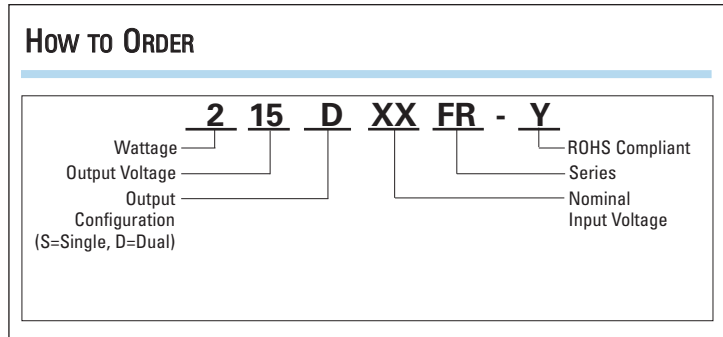 HOW TO ORDER
2 15 D XX FR - Y
Wattage
Output Voltage
Output
Configuration
(S=Single, D=Dual)
ROHS Compliant
Series
Nominal
Input Voltage